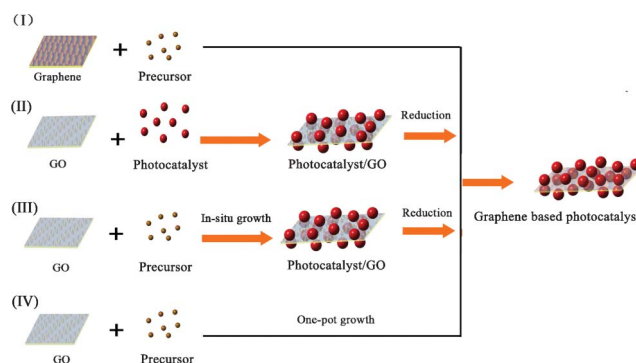 (I)
+
Graphene Precursor
(II)
+
Reduction
GO Photocatalyst Photocatalyst/GO
(III)
In-situ growth
+
Reduction
Graphene based photocatalys
GO Precursor Photocatalyst/GO
(IV)
One-pot growth
+
GO Precursor